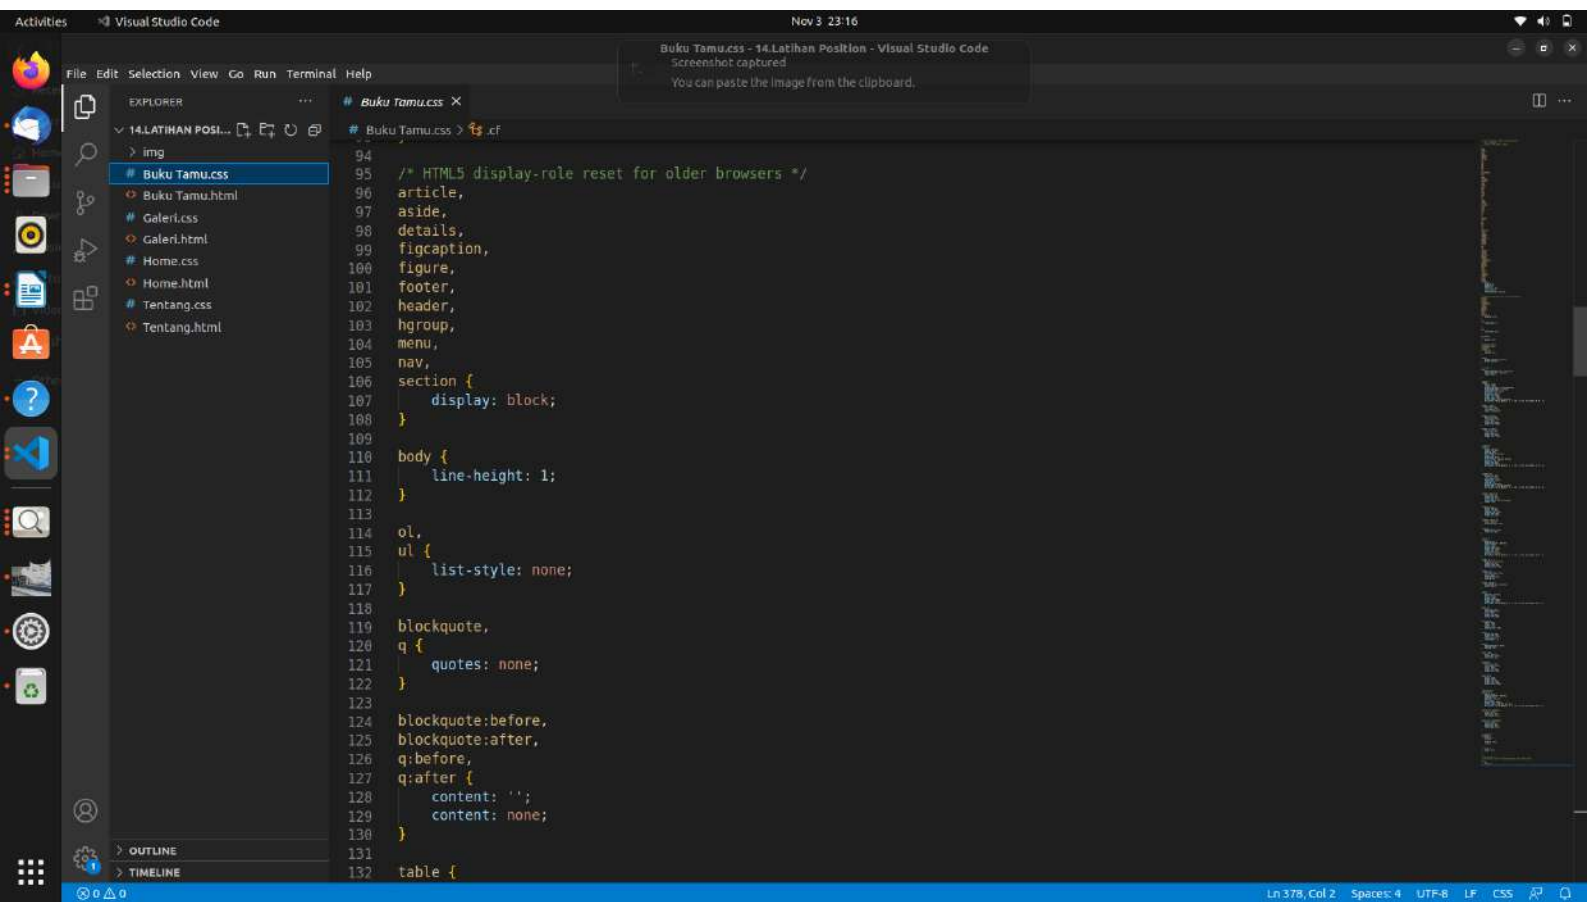 Activities
Visual Studio Code
Nov 3 23:16
Buku Tamu.css - 14.Latihan Position - Visual Studio Code
Screenshot captured
You can paste the image from the clipboard.
File Edit Selection View Go Run Terminal Help
EXPLORER
# Buku Tamu.css
14.LATIHAN POSI...
# Buku Tamu.css > .cf
> img
# Buku Tamu.css
<> Buku Tamu.html
# Galeri.css
<> Galeri.html
# Home.css
<> Home.html
# Tentang.css
<> Tentang.html
94
95 /* HTML5 display-role reset for older browsers */
96 article,
97 aside,
98 details,
99 figcaption,
100 figure,
101 footer,
102 header,
103 hgroup,
104 menu,
105 nav,
106 section {
107 display: block;
108 }
109
110 body {
111 line-height: 1;
112 }
113
114 ol,
115 ul {
116 list-style: none;
117 }
118
119 blockquote,
120 q {
121 quotes: none;
122 }
123
124 blockquote:before,
125 blockquote:after,
126 q:before,
127 q:after {
128 content: '';
129 content: none;
130 }
131
132 table {
> OUTLINE
> TIMELINE
1
0 0
Ln 378, Col 2 Spaces: 4 UTF-8 LF CSS